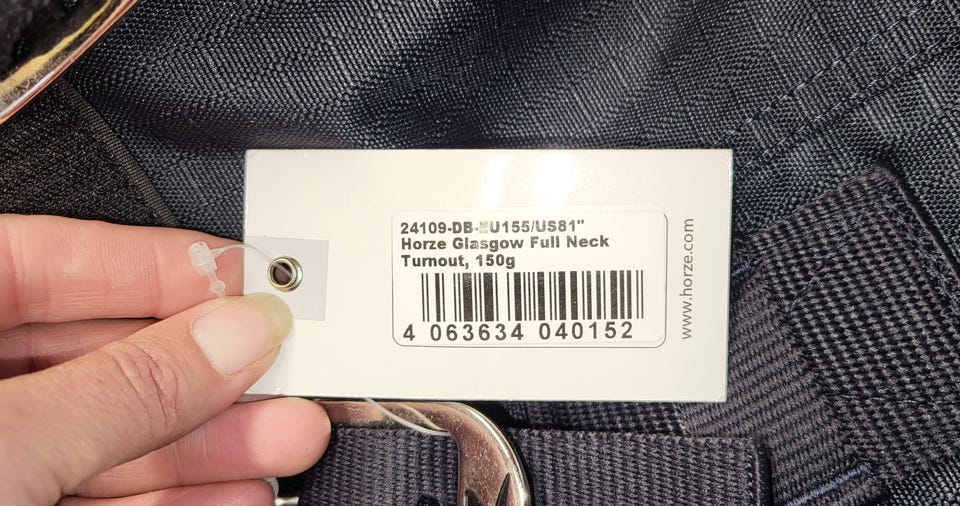 24109-DB-EU155/US81"
Horze Glasgow Full Neck
Turnout, 150g
4 063634 040152
www.horze.com